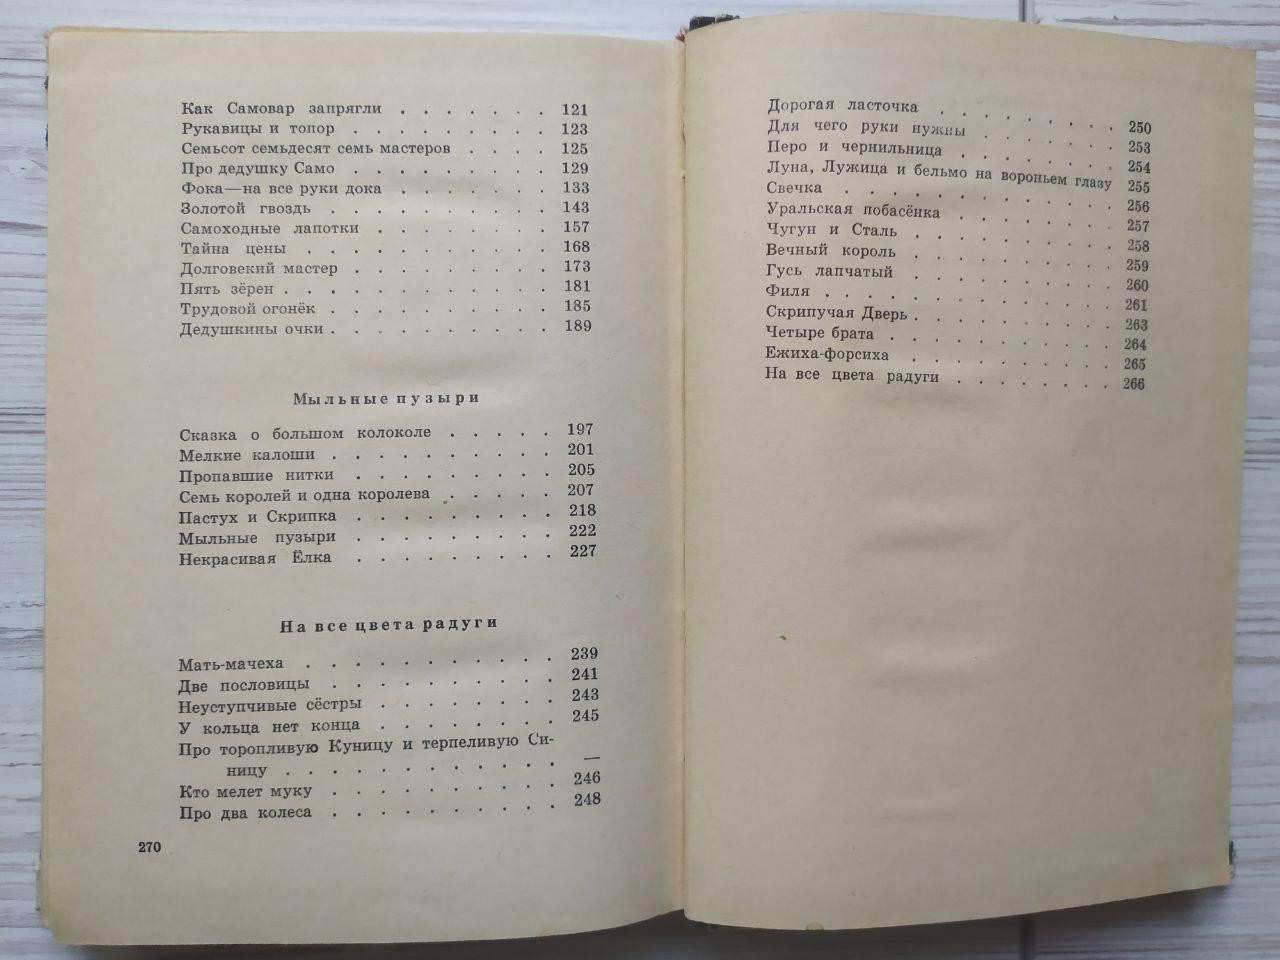 Как Самовар запрягли . . . . . . . 121
Рукавицы и топор . . . . . . . . . 123
Семьсот семьдесят семь мастеров . . . . 125
Про дедушку Само . . . . . . . . . 129
Фока—на все руки дока . . . . . . . 133
Золотой гвоздь . . . . . . . . . . 143
Самоходные лапотки . . . . . . . . 157
Тайна цены . . . . . . . . . . . 168
Долговекий мастер . . . . . . . . . 173
Пять зёрен . . . . . . . . . . . . 181
Трудовой огонёк . . . . . . . . . . 185
Дедушкины очки . . . . . . . . . . 189
Мыльные пузыри
Сказка о большом колоколе . . . . . 197
Мелкие калоши . . . . . . . . . . 201
Пропавшие нитки . . . . . . . . . 205
Семь королей и одна королева . . . . . 207
Пастух и Скрипка . . . . . . . . . 218
Мыльные пузыри . . . . . . . . . 222
Некрасивая Ёлка . . . . . . . . . 227
На все цвета радуги
Мать-мачеха . . . . . . . . . . . 239
Две пословицы . . . . . . . . . . 241
Неуступчивые сёстры . . . . . . . . 243
У кольца нет конца . . . . . . . . 245
Про торопливую Куницу и терпеливую Си-
ницу . . . . . . . . . . . . —
Кто мелет муку . . . . . . . . . . 246
Про два колеса . . . . . . . . . . 248
270
Дорогая ласточка . . . . . . . . . 250
Для чего руки нужны . . . . . . . 253
Перо и чернильница . . . . . . . . 254
Луна, Лужица и бельмо на вороньем глазу 255
Свечка . . . . . . . . . . . . . 256
Уральская побасёнка . . . . . . . . 257
Чугун и Сталь . . . . . . . . . . 258
Вечный король . . . . . . . . . . 259
Гусь лапчатый . . . . . . . . . . 260
Филя . . . . . . . . . . . . . . 261
Скрипучая Дверь . . . . . . . . . . 263
Четыре брата . . . . . . . . . . . 264
Ежиха-форсиха . . . . . . . . . . 265
На все цвета радуги . . . . . . . . 266